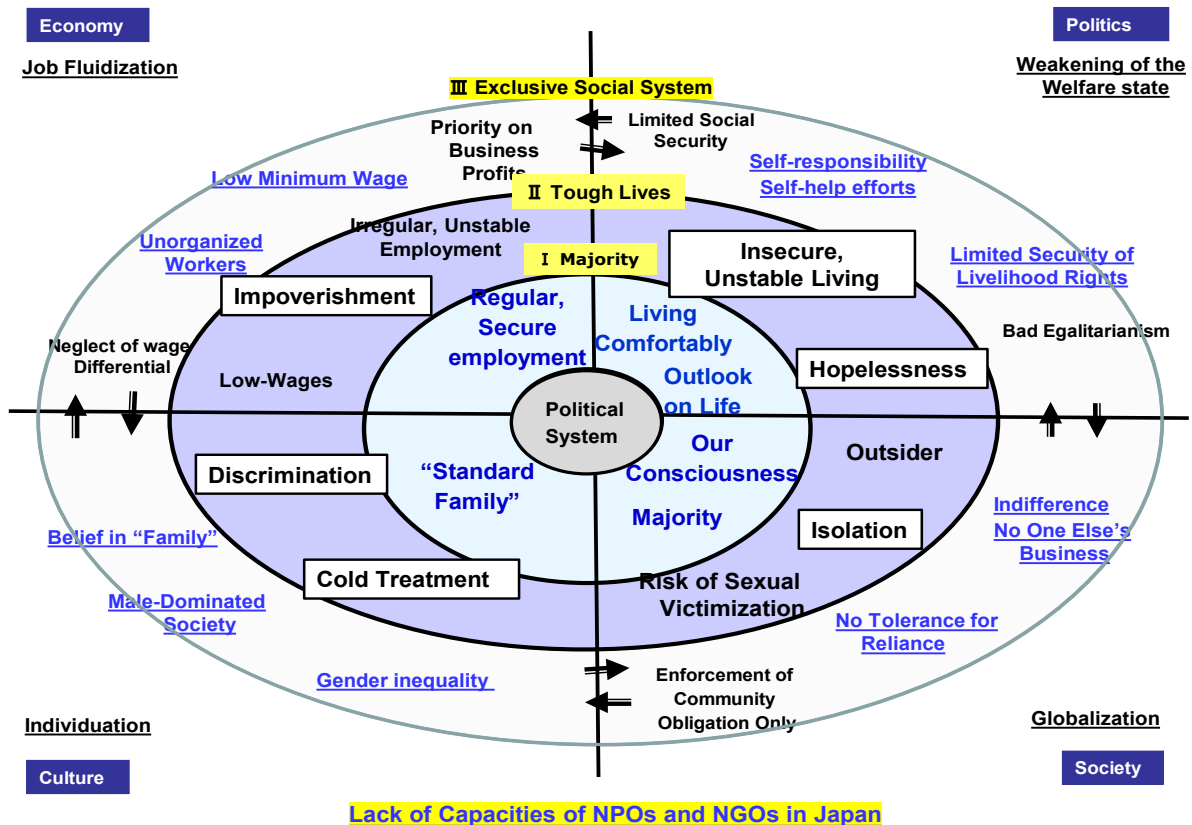 Economy
Politics
Job Fluidization
Weakening of the
Welfare state
Ⅲ Exclusive Social System
Priority on
Business
Profits
Limited Social
Security
Low Minimum Wage
Self-responsibility
Self-help efforts
Ⅱ Tough Lives
Irregular, Unstable
Employment
Unorganized
Workers
Ⅰ Majority
Insecure,
Unstable Living
Limited Security of
Livelihood Rights
Impoverishment
Regular,
Secure
employment
Living
Comfortably
Bad Egalitarianism
Neglect of wage
Differential
Low-Wages
Outlook
on Life
Hopelessness
Political
System
Discrimination
“Standard
Family”
Our
Consciousness
Majority
Outsider
Isolation
Indifference
No One Else's
Business
Belief in “Family”
Cold Treatment
Risk of Sexual
Victimization
Male-Dominated
Society
No Tolerance for
Reliance
Gender inequality
Enforcement of
Community
Obligation Only
Individuation
Globalization
Culture
Society
Lack of Capacities of NPOs and NGOs in Japan